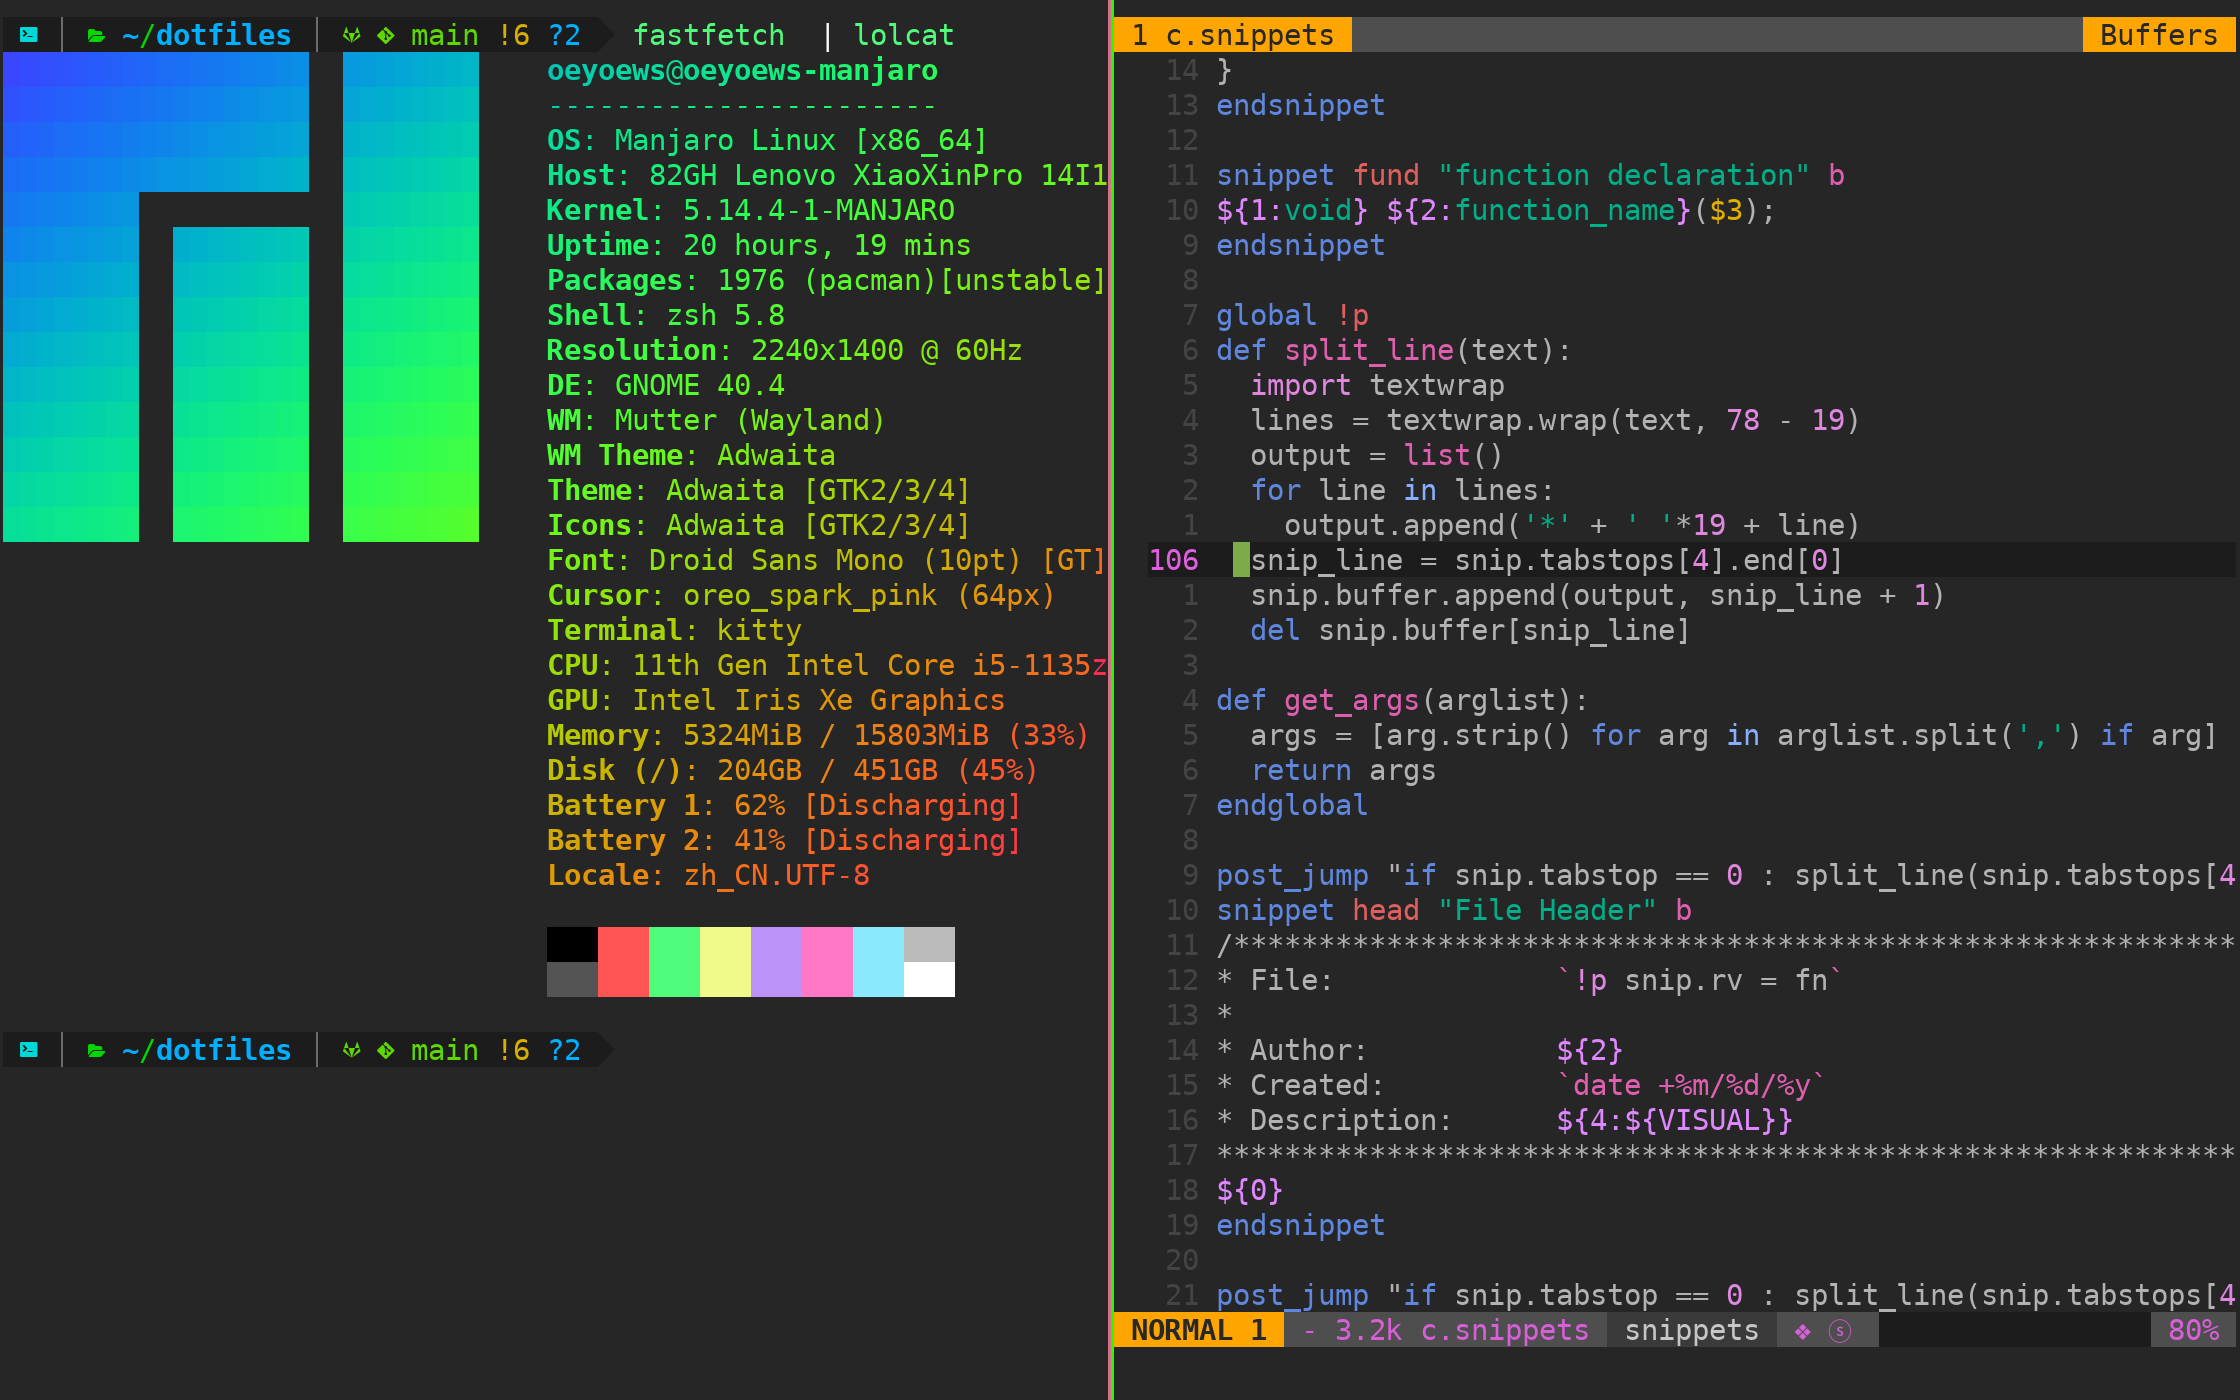 ~/dotfiles main !6 ?2 fastfetch | lolcat
oeyoews@oeyoews-manjaro
-----------------------
OS: Manjaro Linux [x86_64]
Host: 82GH Lenovo XiaoXinPro 14I1
Kernel: 5.14.4-1-MANJARO
Uptime: 20 hours, 19 mins
Packages: 1976 (pacman)[unstable]
Shell: zsh 5.8
Resolution: 2240x1400 @ 60Hz
DE: GNOME 40.4
WM: Mutter (Wayland)
WM Theme: Adwaita
Theme: Adwaita [GTK2/3/4]
Icons: Adwaita [GTK2/3/4]
Font: Droid Sans Mono (10pt) [GT]
Cursor: oreo_spark_pink (64px)
Terminal: kitty
CPU: 11th Gen Intel Core i5-1135z
GPU: Intel Iris Xe Graphics
Memory: 5324MiB / 15803MiB (33%)
Disk (/): 204GB / 451GB (45%)
Battery 1: 62% [Discharging]
Battery 2: 41% [Discharging]
Locale: zh_CN.UTF-8
~/dotfiles main !6 ?2
1 c.snippets Buffers
14 }
13 endsnippet
12
11 snippet fund "function declaration" b
10 ${1:void} ${2:function_name}($3);
9 endsnippet
8
7 global !p
6 def split_line(text):
5   import textwrap
4   lines = textwrap.wrap(text, 78 - 19)
3   output = list()
2   for line in lines:
1     output.append('*' + ' '*19 + line)
106   snip_line = snip.tabstops[4].end[0]
1   snip.buffer.append(output, snip_line + 1)
2   del snip.buffer[snip_line]
3
4 def get_args(arglist):
5   args = [arg.strip() for arg in arglist.split(',') if arg]
6   return args
7 endglobal
8
9 post_jump "if snip.tabstop == 0 : split_line(snip.tabstops[4
10 snippet head "File Header" b
11 /***********************************************************
12 * File:             `!p snip.rv = fn`
13 *
14 * Author:           ${2}
15 * Created:          `date +%m/%d/%y`
16 * Description:      ${4:${VISUAL}}
17 ************************************************************
18 ${0}
19 endsnippet
20
21 post_jump "if snip.tabstop == 0 : split_line(snip.tabstops[4
NORMAL 1 - 3.2k c.snippets snippets ❖ ⓢ 80%